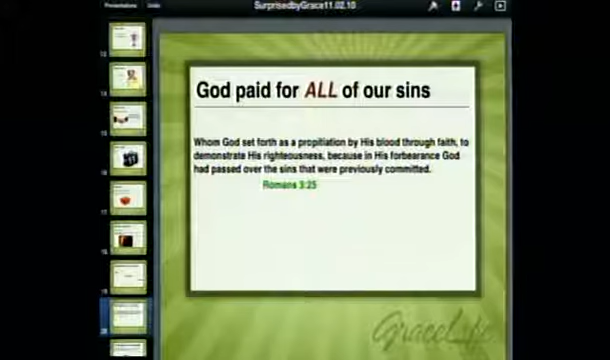 Presentations
Undo
SurprisedbyGrace11.02.10
God paid for ALL of our sins
Whom God set forth as a propitiation by His blood through faith, to
demonstrate His righteousness, because in His forbearance God
had passed over the sins that were previously committed.
Romans 3:25
GraceLife